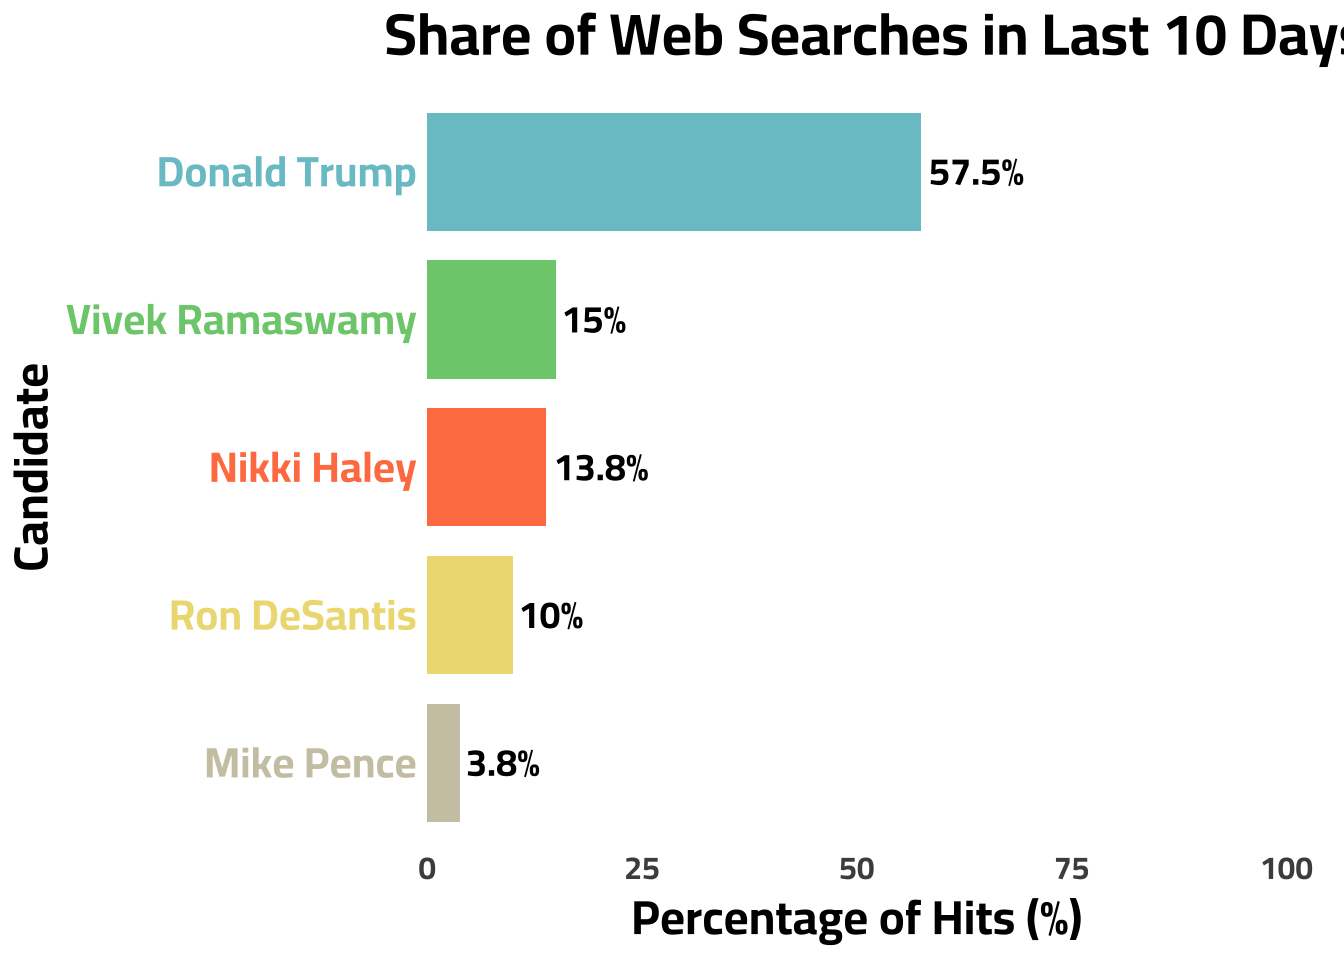 Share of Web Searches in Last 10 Days
Donald Trump
57.5%
Vivek Ramaswamy
15%
Nikki Haley
13.8%
Ron DeSantis
10%
Mike Pence
3.8%
Candidate
0 25 50 75 100
Percentage of Hits (%)